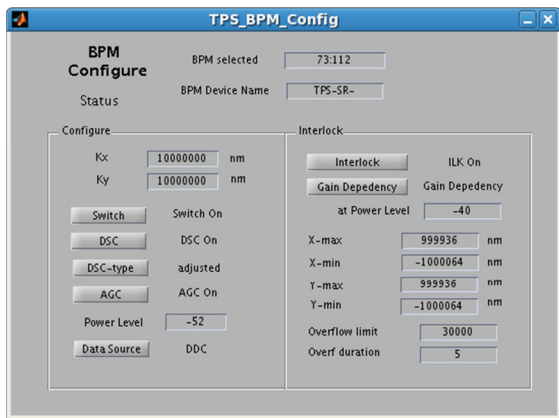 TPS_BPM_Config
BPM Configure
Status
BPM selected 73:112
BPM Device Name TPS-SR-
Configure
Kx 10000000 nm
Ky 10000000 nm
Switch Switch On
DSC DSC On
DSC-type adjusted
AGC AGC On
Power Level -52
Data Source DDC
Interlock
Interlock ILK On
Gain Depedency Gain Depedency
at Power Level -40
X-max 999936 nm
X-min -1000064 nm
Y-max 999936 nm
Y-min -1000064 nm
Overflow limit 30000
Overf duration 5